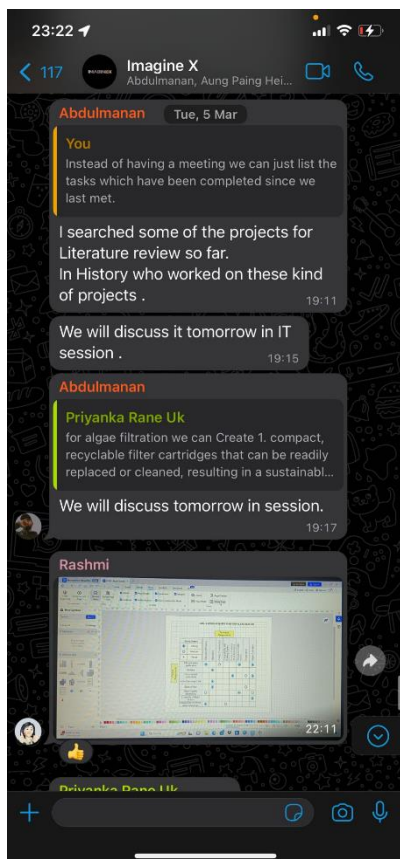 23:22
117
Imagine X
Abdulmanan, Aung Paing Hei...
Abdulmanan
Tue, 5 Mar
You
Instead of having a meeting we can just list the
tasks which have been completed since we
last met.
I searched some of the projects for
Literature review so far.
In History who worked on these kind
of projects .
19:11
We will discuss it tomorrow in IT
session .
19:15
Abdulmanan
Priyanka Rane Uk
for algae filtration we can Create 1. compact,
recyclable filter cartridges that can be readily
replaced or cleaned, resulting in a sustainabl...
We will discuss tomorrow in session.
19:17
Rashmi
22:11
Priyanka Rane Uk